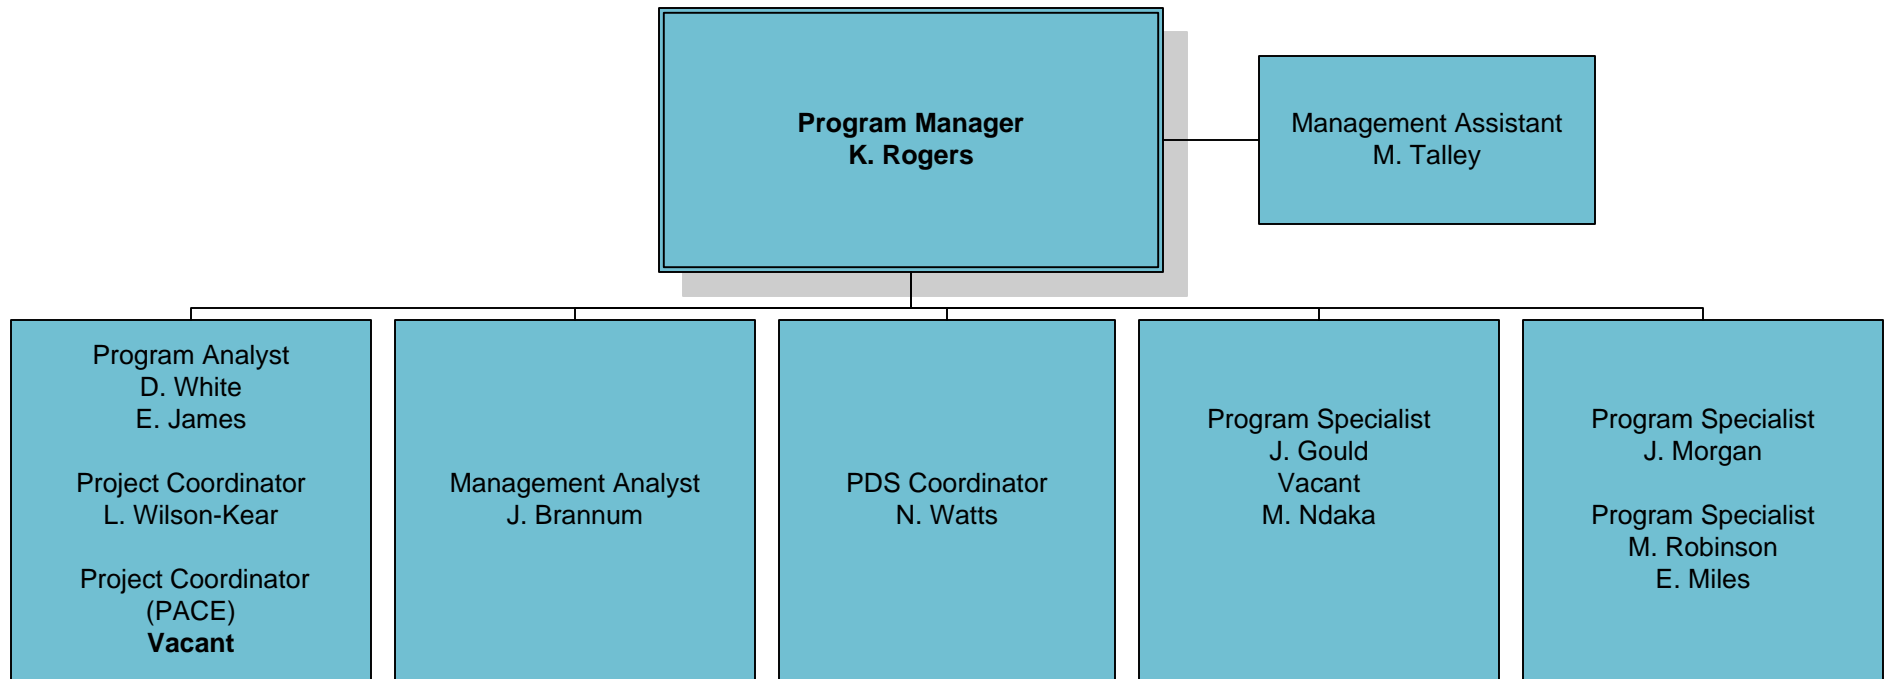 Program Manager
K. Rogers
Management Assistant
M. Talley
Program Analyst
D. White
E. James
Project Coordinator
L. Wilson-Kear
Project Coordinator
(PACE)
Vacant
Management Analyst
J. Brannum
PDS Coordinator
N. Watts
Program Specialist
J. Gould
Vacant
M. Ndaka
Program Specialist
J. Morgan
Program Specialist
M. Robinson
E. Miles